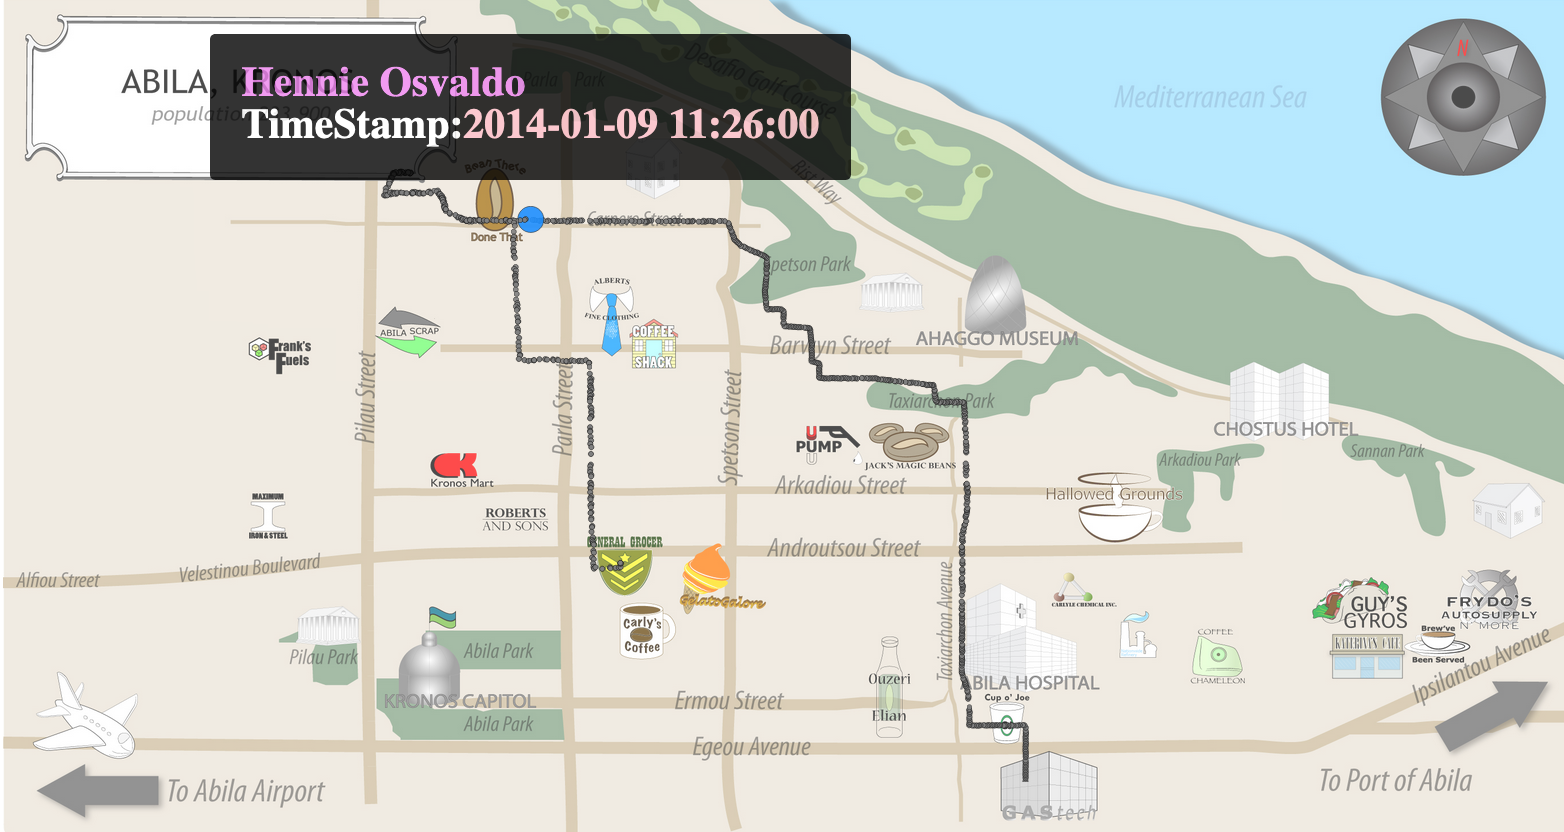 ABILA, KRONOS
population
Hennie Osvaldo
TimeStamp:2014-01-09 11:26:00
Parla Park
Desafio Golf Course
Mediterranean Sea
N
Rist Way
Bean There
Done That
Carnero Street
Spetson Park
ALBERTS
FINE CLOTHING
COFFEE
SHACK
ABILA SCRAP
Frank's
Fuels
Barwyn Street
AHAGGO MUSEUM
Pilau Street
Parla Street
Spetson Street
Taxiarchon Park
CHOSTUS HOTEL
U
PUMP
U
JACK'S MAGIC BEANS
Kronos Mart
Arkadiou Street
Arkadiou Park
Sannan Park
Hallowed Grounds
MAXIMUM
IRON & STEEL
ROBERTS
AND SONS
GENERAL GROCER
GelatoGalore
Androutsou Street
Alfiou Street
Velestinou Boulevard
Carly's
Coffee
Taxiarchon Avenue
CARLYLE CHEMICAL INC.
GUY'S
GYROS
FRYDO'S
AUTOSUPPLY
N' MORE
Brew've
Been Served
KATERINA'S CAFE
COFFEE
CHAMELEON
Pilau Park
Abila Park
KRONOS CAPITOL
Abila Park
Ermou Street
Ouzeri
Elian
ABILA HOSPITAL
Cup o' Joe
Ipsilantou Avenue
Egeou Avenue
To Abila Airport
GAStech
To Port of Abila